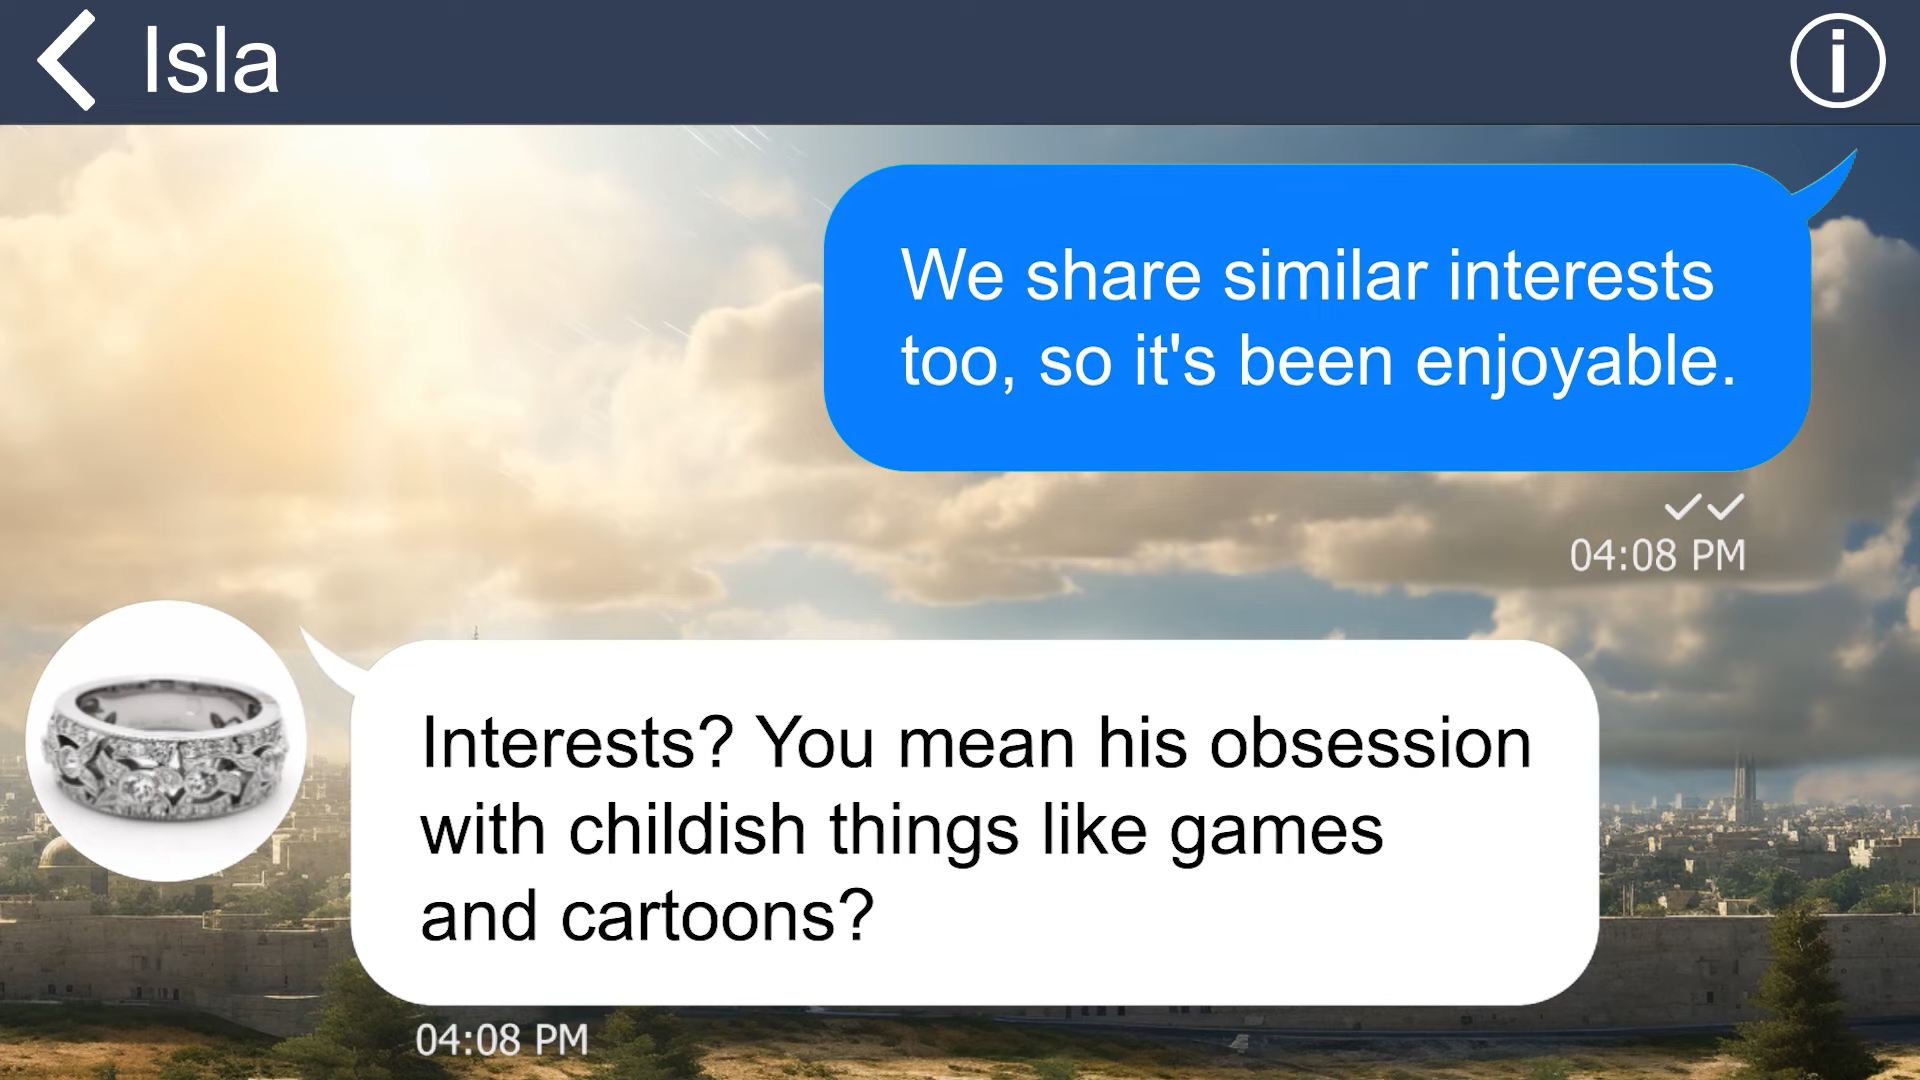 Isla
We share similar interests
too, so it's been enjoyable.
04:08 PM
Interests? You mean his obsession
with childish things like games
and cartoons?
04:08 PM